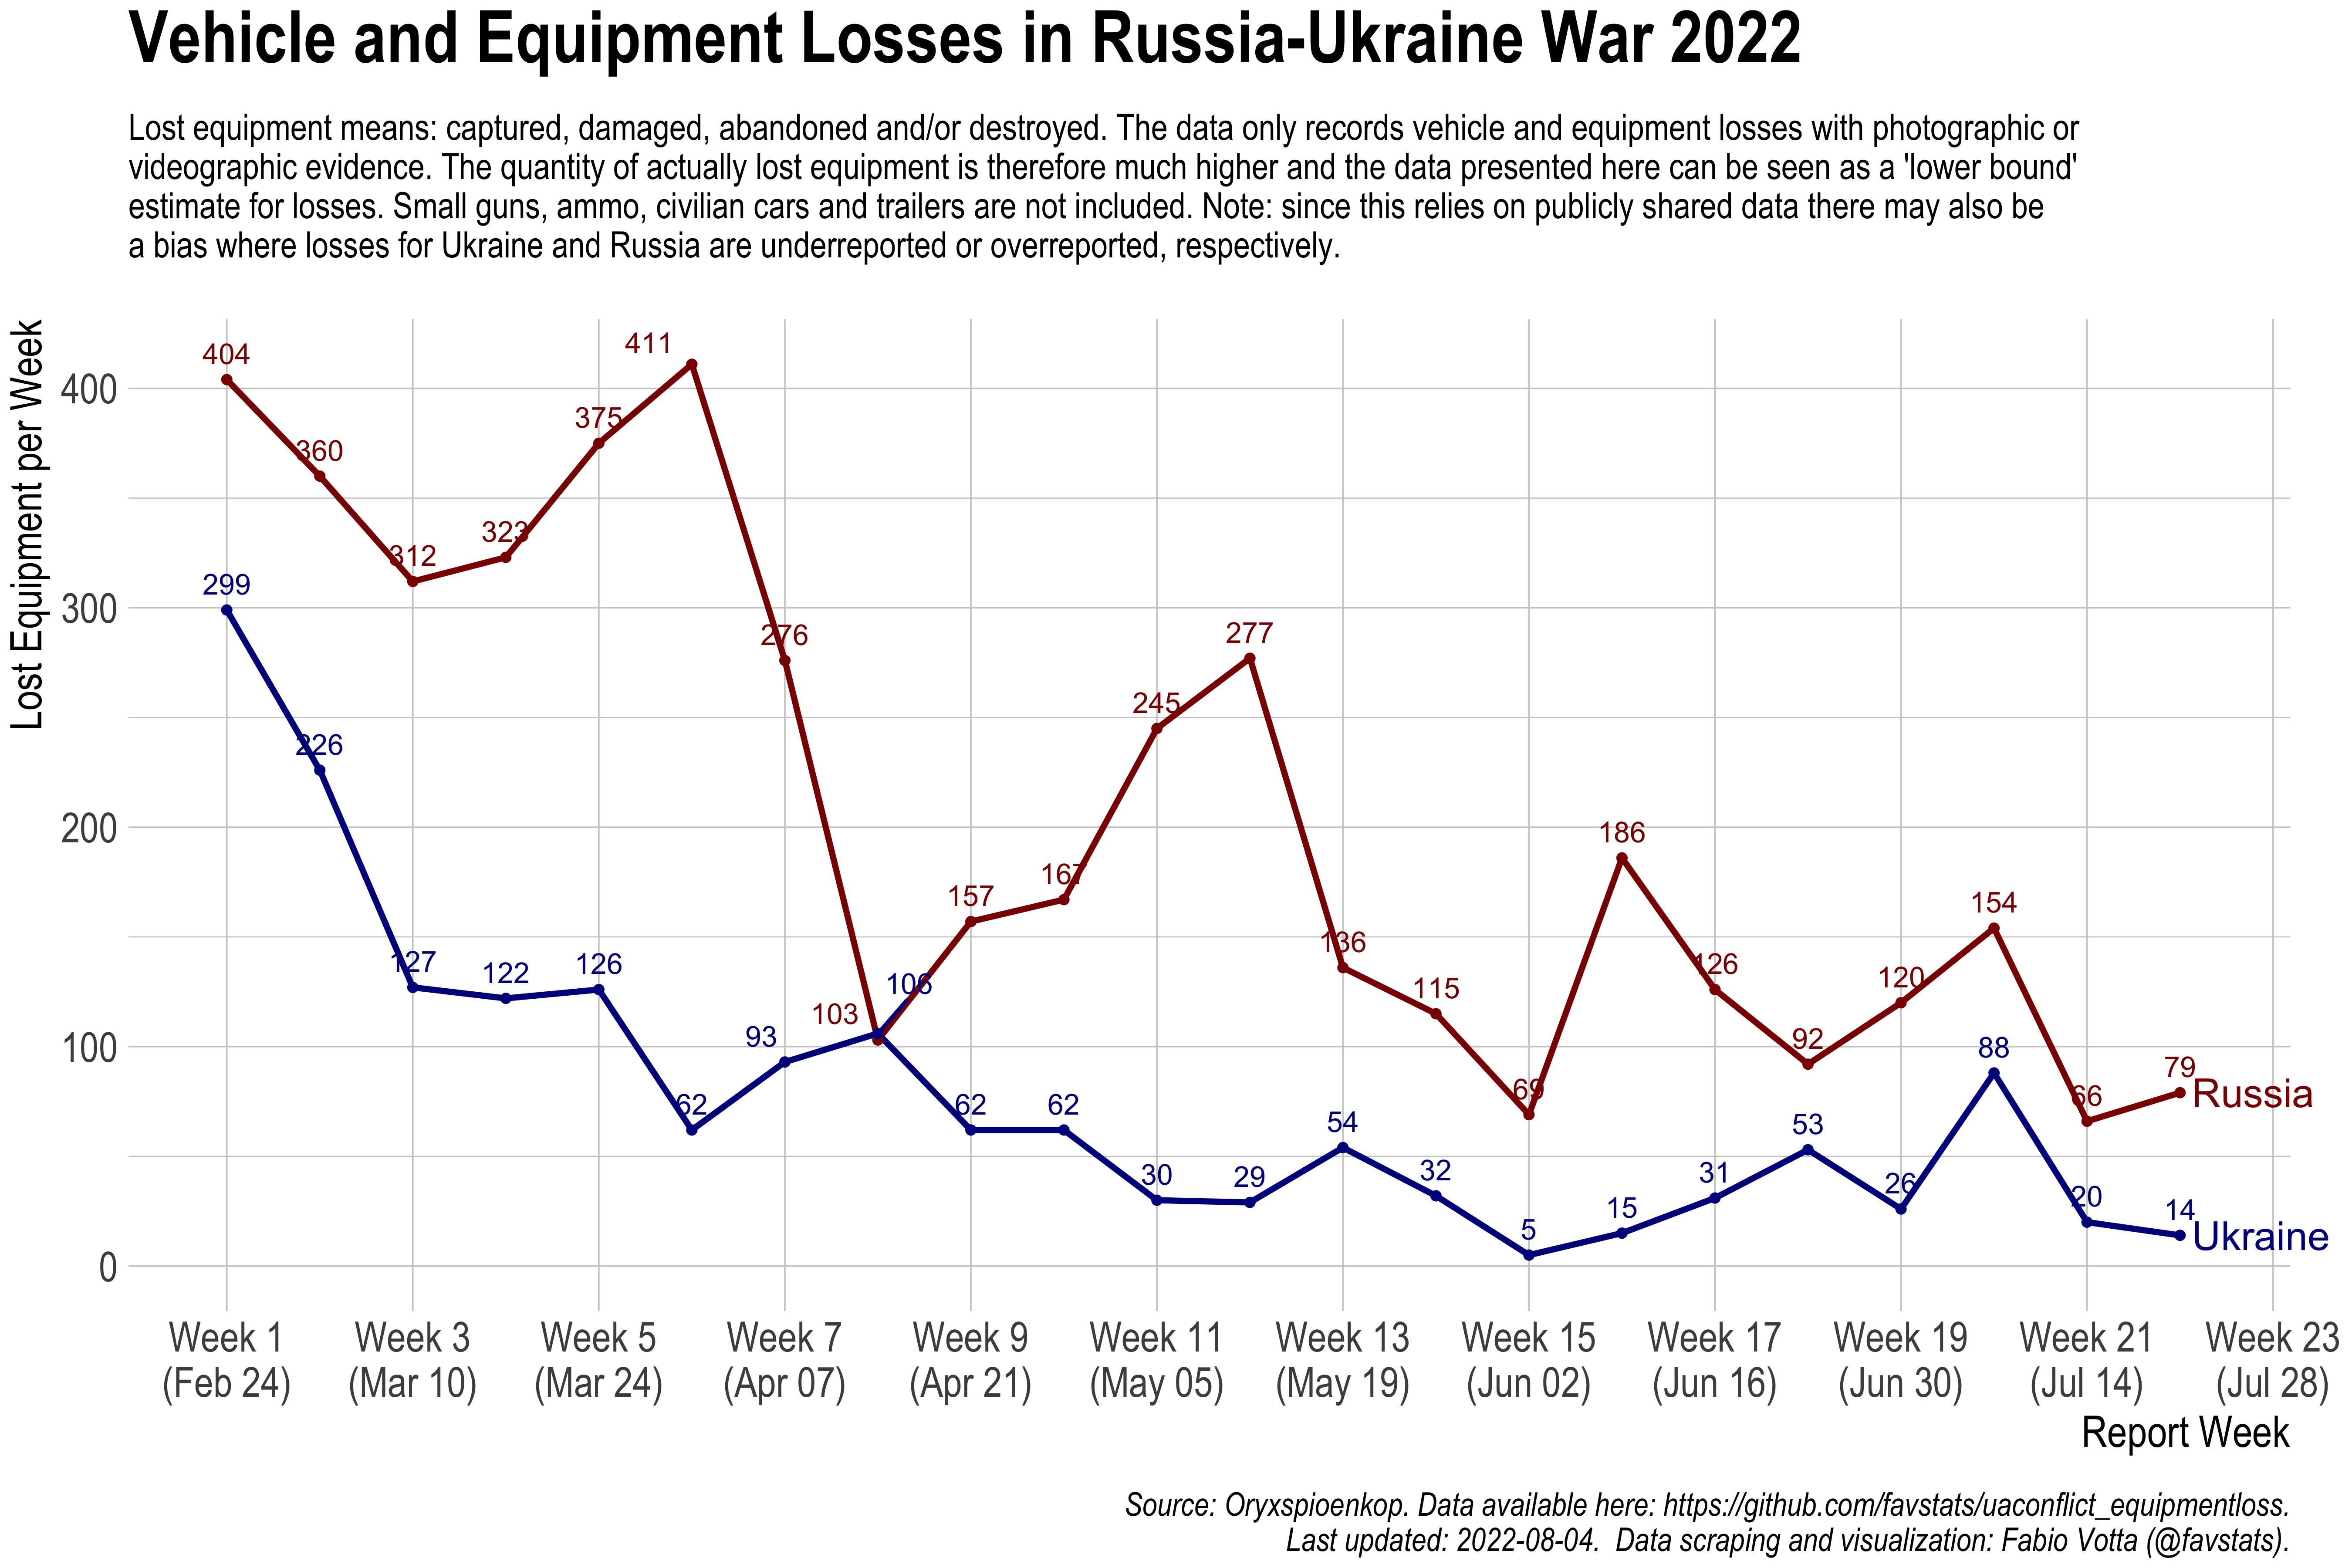 Vehicle and Equipment Losses in Russia-Ukraine War 2022
Lost equipment means: captured, damaged, abandoned and/or destroyed. The data only records vehicle and equipment losses with photographic or
videographic evidence. The quantity of actually lost equipment is therefore much higher and the data presented here can be seen as a 'lower bound'
estimate for losses. Small guns, ammo, civilian cars and trailers are not included. Note: since this relies on publicly shared data there may also be
a bias where losses for Ukraine and Russia are underreported or overreported, respectively.
Lost Equipment per Week
400
300
200
100
0
404
360
312
323
375
411
276
103
157
167
245
277
136
115
69
186
126
92
120
154
66
79
Russia
299
226
127
122
126
62
93
106
62
62
30
29
54
32
5
15
31
53
26
88
20
14
Ukraine
Week 1
(Feb 24)
Week 3
(Mar 10)
Week 5
(Mar 24)
Week 7
(Apr 07)
Week 9
(Apr 21)
Week 11
(May 05)
Week 13
(May 19)
Week 15
(Jun 02)
Week 17
(Jun 16)
Week 19
(Jun 30)
Week 21
(Jul 14)
Week 23
(Jul 28)
Report Week
Source: Oryxspioenkop. Data available here: https://github.com/favstats/uaconflict_equipmentloss.
Last updated: 2022-08-04.  Data scraping and visualization: Fabio Votta (@favstats).